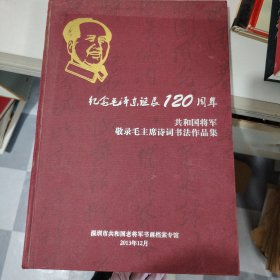 纪念毛泽东诞辰120周年
共和国将军
敬录毛主席诗词书法作品集
深圳市共和国老将军书画档案专馆
2013年12月